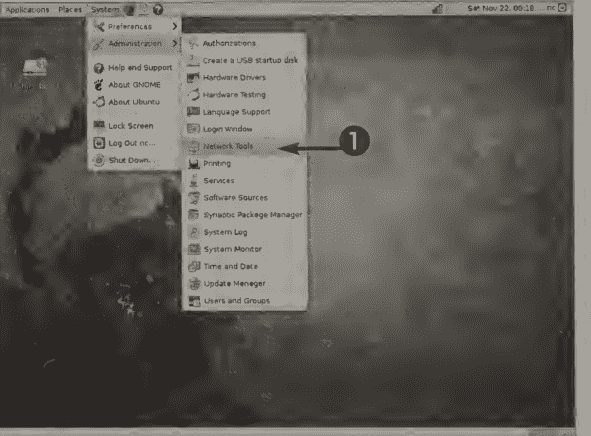 Applications Places System
Sat Nov 22, 00:18
nc
Preferences
Administration
Help and Support
About GNOME
About Ubuntu
Lock Screen
Log Out nc...
Shut Down...
Authorizations
Create a USB startup disk
Hardware Drivers
Hardware Testing
Language Support
Login Window
Network Tools
1
Printing
Services
Software Sources
Synaptic Package Manager
System Log
System Monitor
Time and Date
Update Manager
Users and Groups